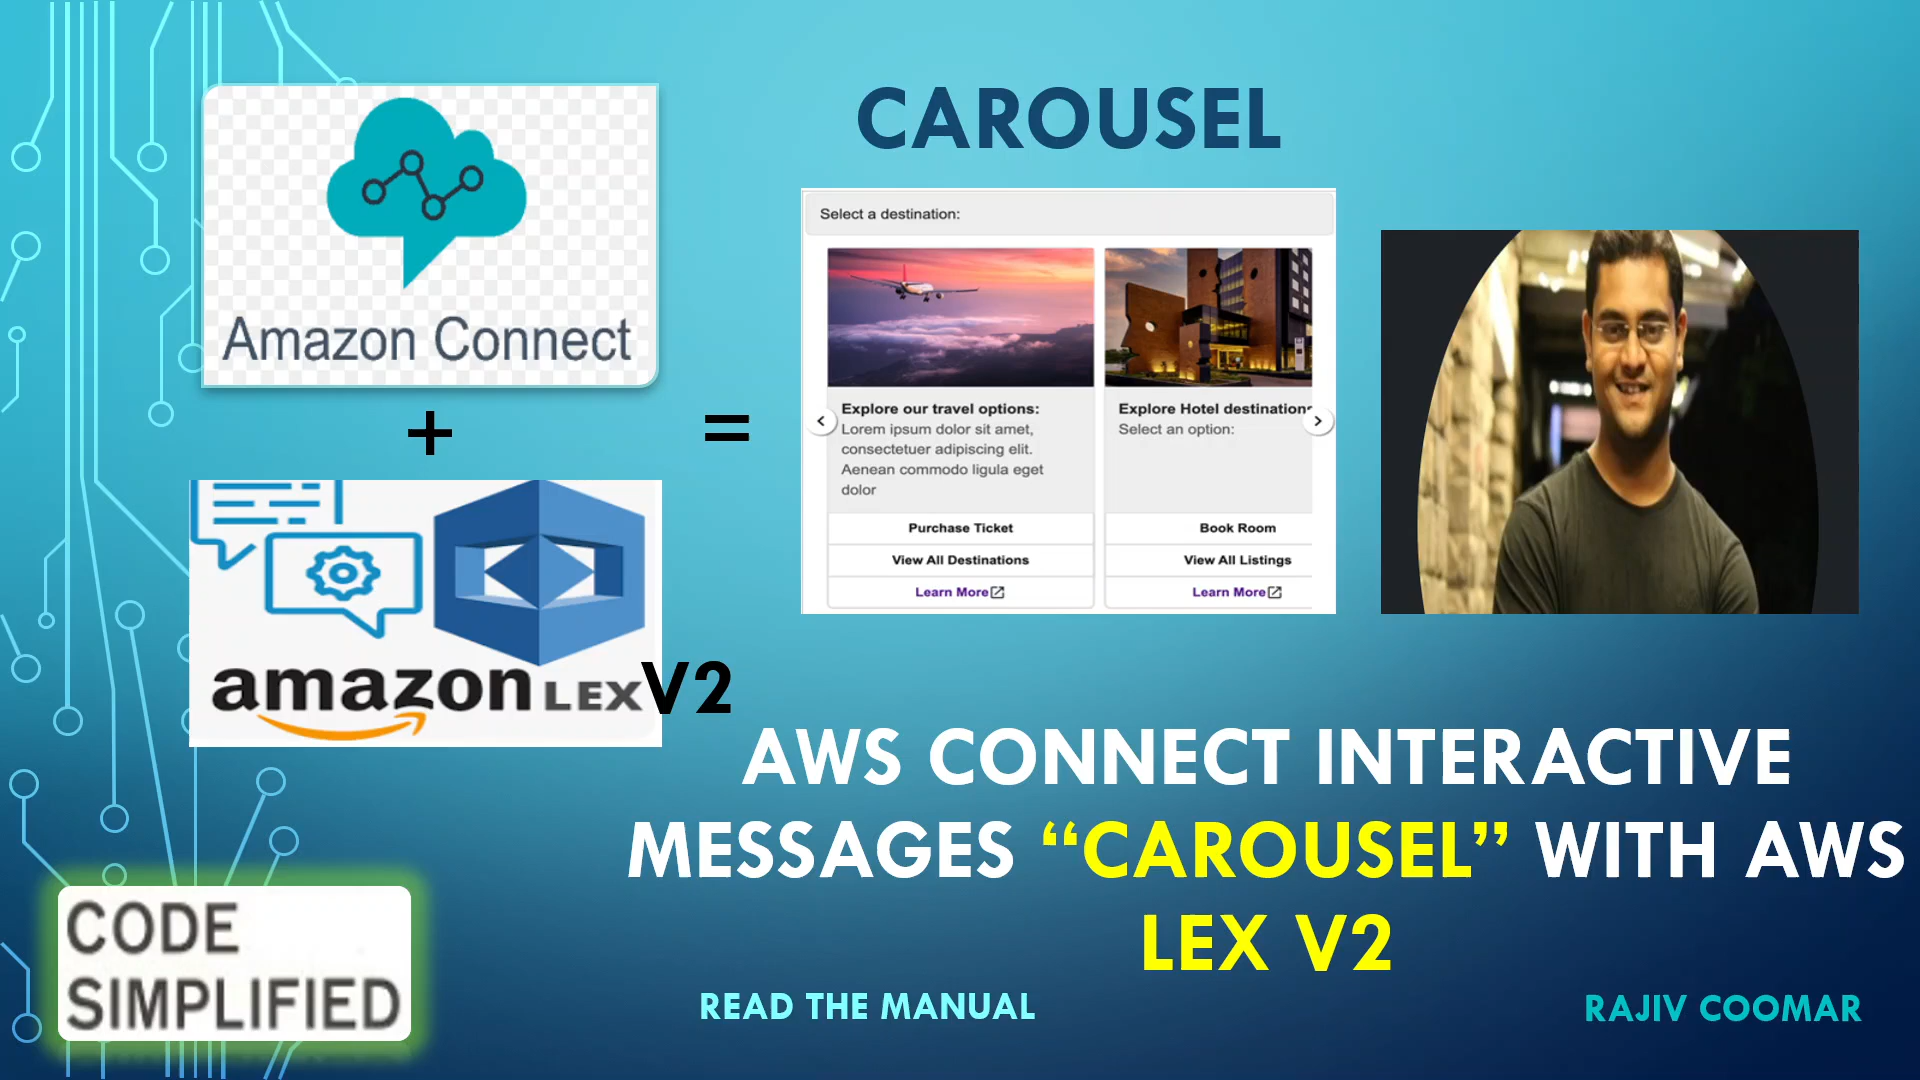 CAROUSEL
Amazon Connect
+
=
Select a destination:
Explore our travel options:
Lorem ipsum dolor sit amet,
consectetuer adipiscing elit.
Aenean commodo ligula eget
dolor
Purchase Ticket
View All Destinations
Learn More
Explore Hotel destinations
Select an option:
Book Room
View All Listings
Learn More
amazon LEX V2
AWS CONNECT INTERACTIVE
MESSAGES “CAROUSEL” WITH AWS
LEX V2
CODE
SIMPLIFIED
READ THE MANUAL
RAJIV COOMAR